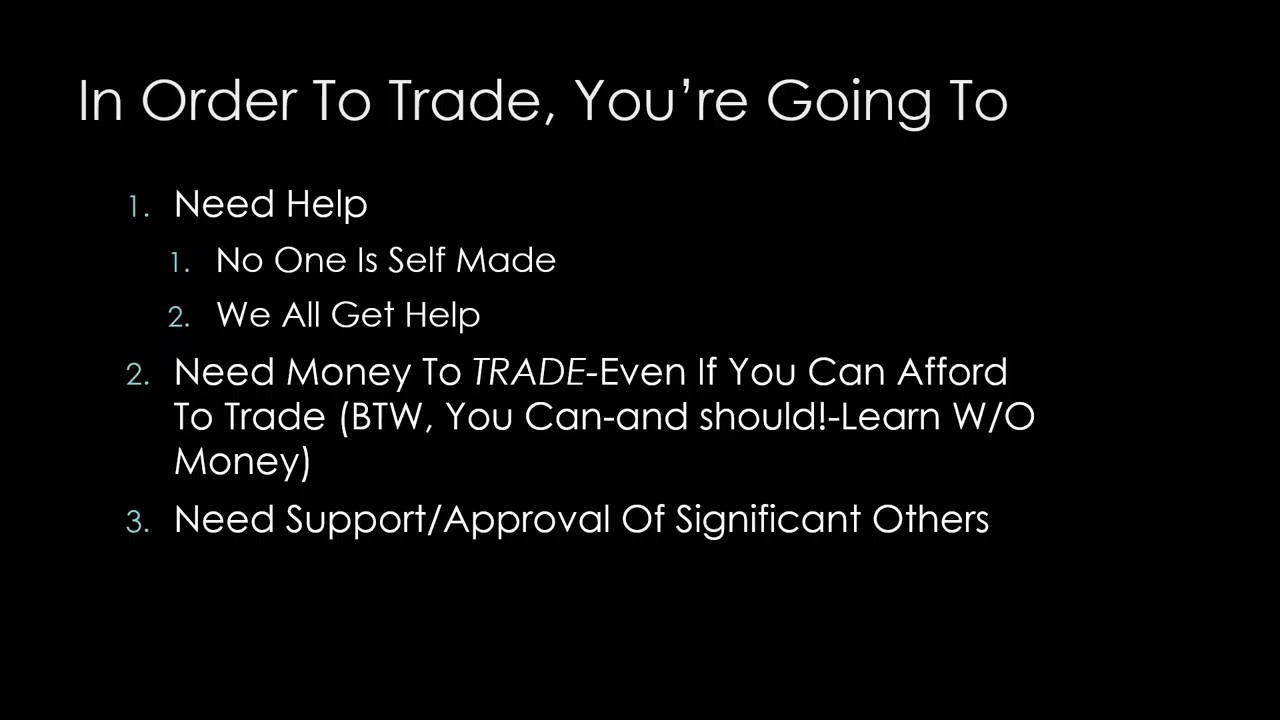 In Order To Trade, You’re Going To
1. Need Help
1. No One Is Self Made
2. We All Get Help
2. Need Money To TRADE-Even If You Can Afford
To Trade (BTW, You Can-and should!-Learn W/O
Money)
3. Need Support/Approval Of Significant Others